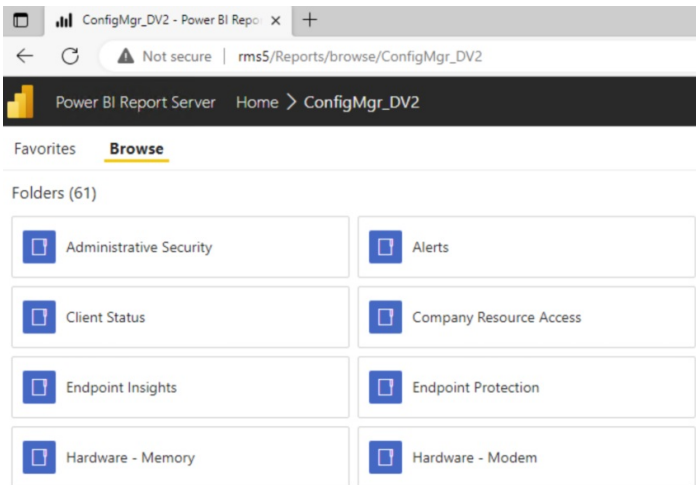 ConfigMgr_DV2 - Power BI Repo
Not secure | rms5/Reports/browse/ConfigMgr_DV2
Power BI Report Server Home > ConfigMgr_DV2
Favorites Browse
Folders (61)
Administrative Security Alerts
Client Status Company Resource Access
Endpoint Insights Endpoint Protection
Hardware - Memory Hardware - Modem